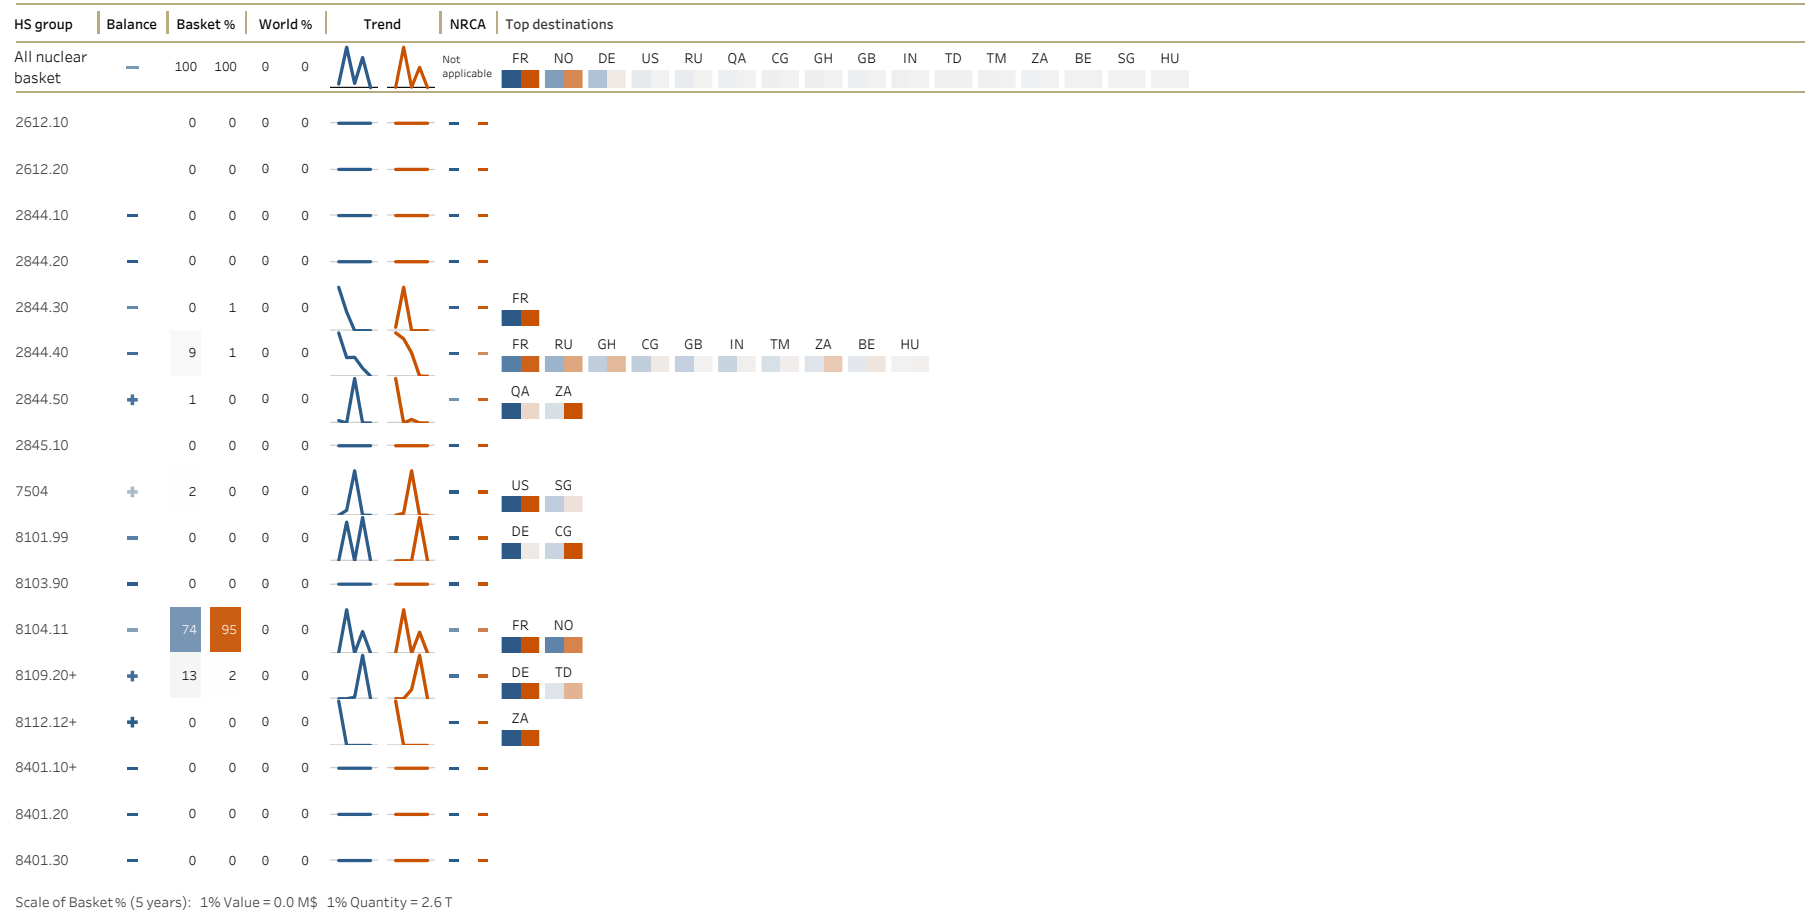 HS group Balance Basket % World % Trend NRCA Top destinations
All nuclear basket 100 100 0 0 Not applicable FR NO DE US RU QA CG GH GB IN TD TM ZA BE SG HU
2612.10 0 0 0 0
2612.20 0 0 0 0
2844.10 0 0 0 0
2844.20 0 0 0 0
2844.30 0 1 0 0 FR
2844.40 9 1 0 0 FR RU GH CG GB IN TM ZA BE HU
2844.50 1 0 0 0 QA ZA
2845.10 0 0 0 0
7504 2 0 0 0 US SG
8101.99 0 0 0 0 DE CG
8103.90 0 0 0 0
8104.11 74 95 0 0 FR NO
8109.20+ 13 2 0 0 DE TD
8112.12+ 0 0 0 0 ZA
8401.10+ 0 0 0 0
8401.20 0 0 0 0
8401.30 0 0 0 0
Scale of Basket% (5 years): 1% Value = 0.0 M$ 1% Quantity = 2.6 T